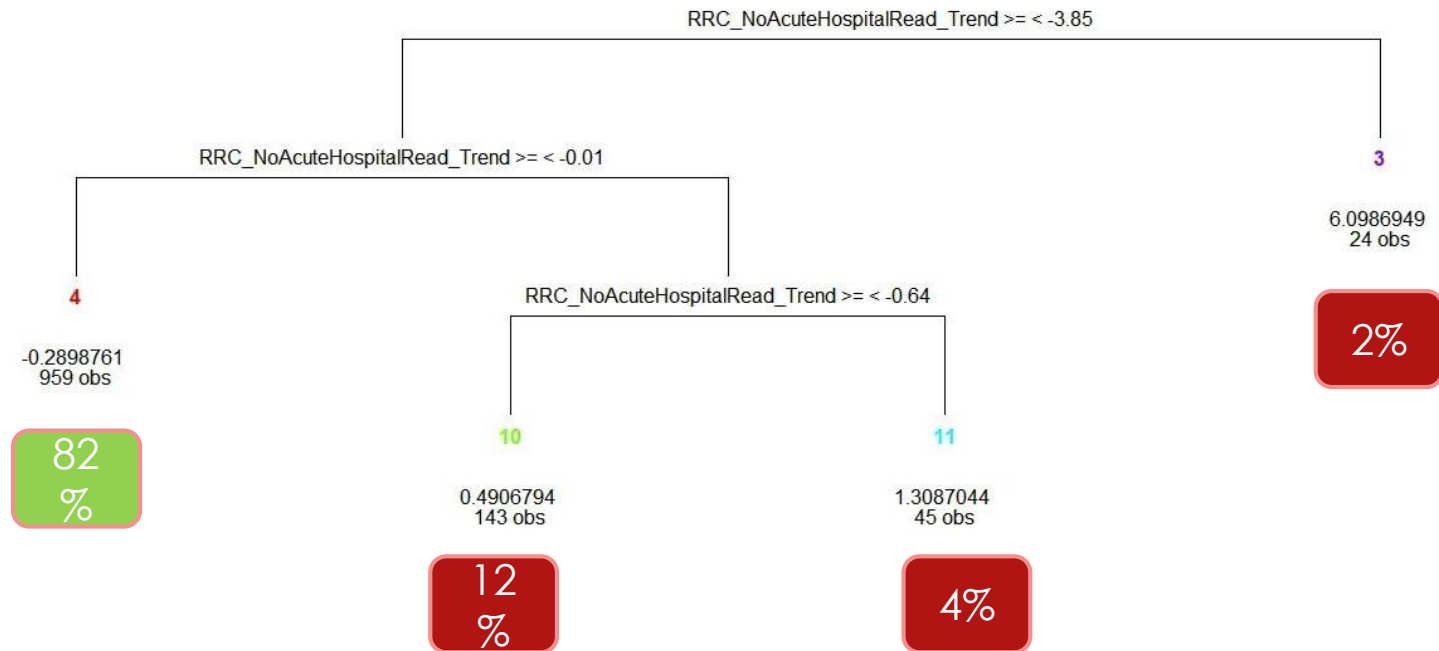 RRC_NoAcuteHospitalRead_Trend >= < -3.85
RRC_NoAcuteHospitalRead_Trend >= < -0.01
3
6.0986949
24 obs
2%
4
-0.2898761
959 obs
82
%
RRC_NoAcuteHospitalRead_Trend >= < -0.64
10
0.4906794
143 obs
12
%
11
1.3087044
45 obs
4%